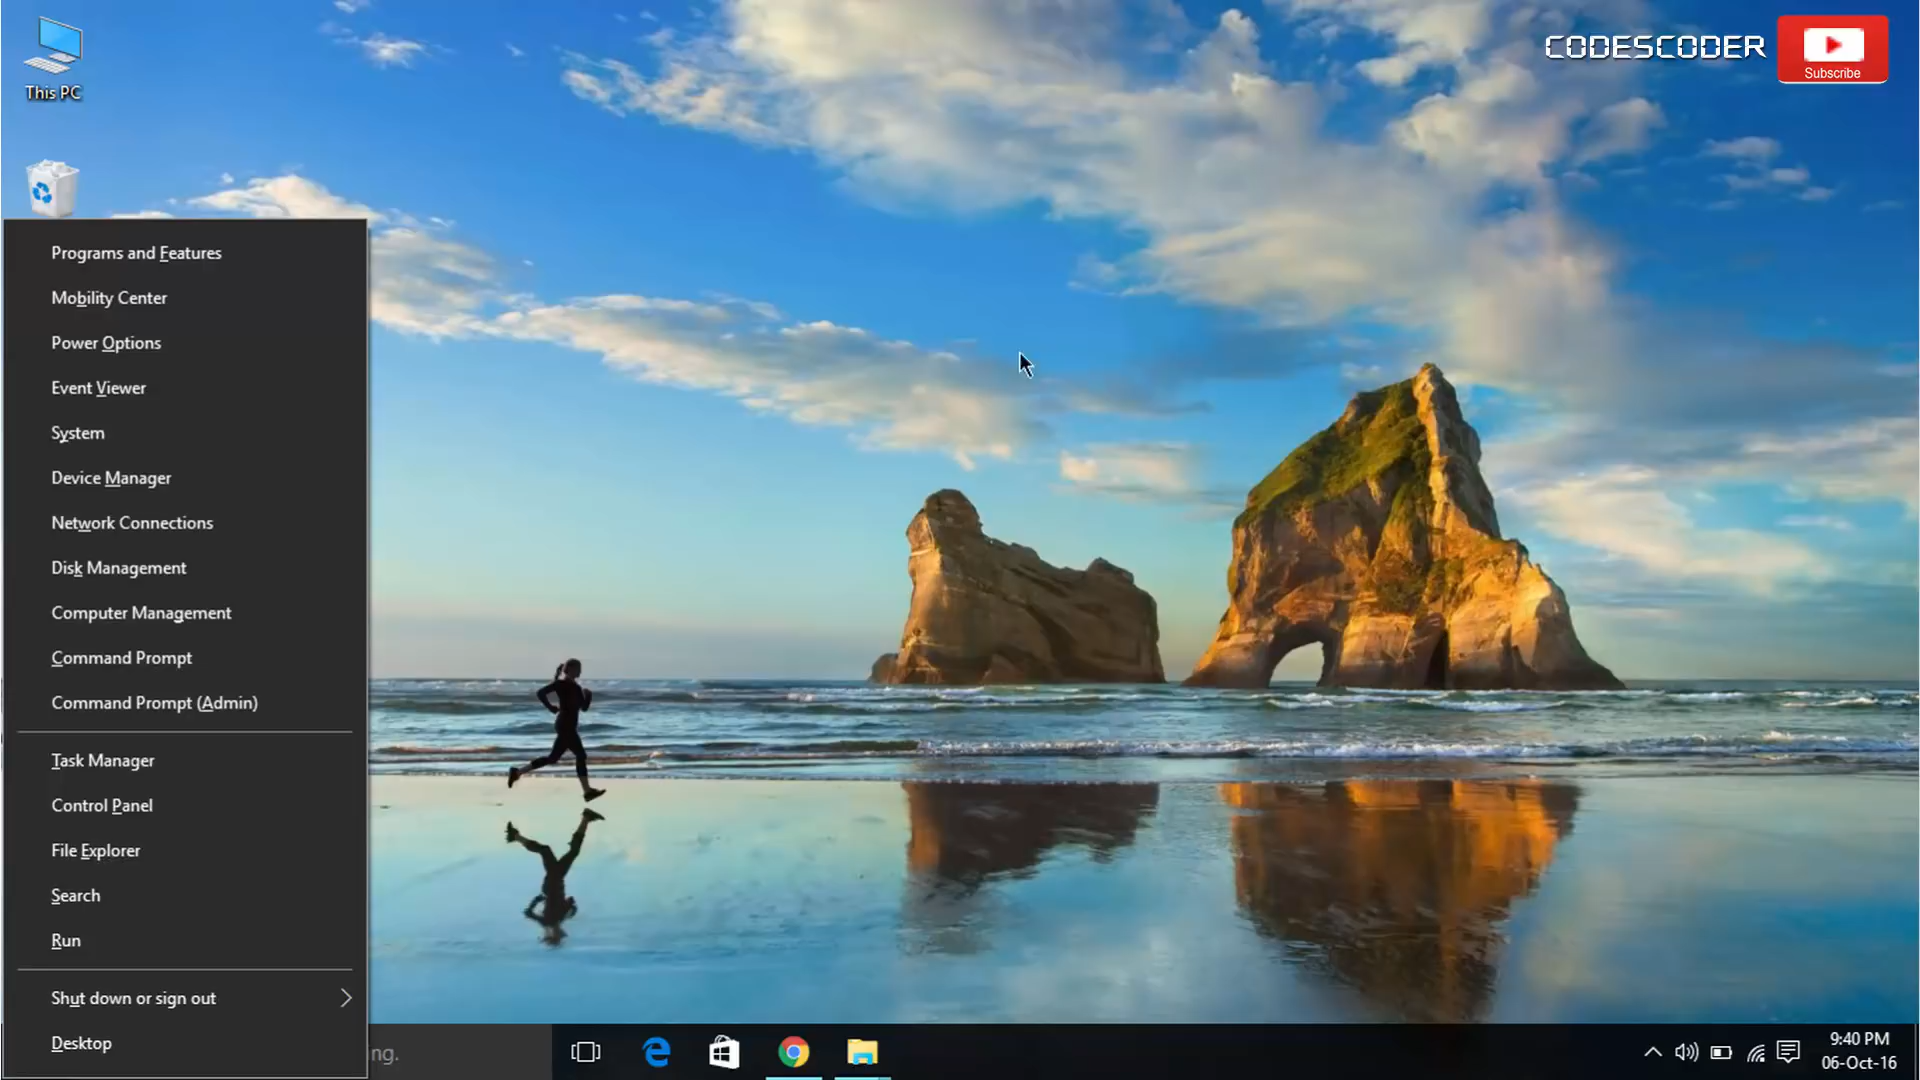 This PC
CODESCODER
Subscribe
Programs and Features
Mobility Center
Power Options
Event Viewer
System
Device Manager
Network Connections
Disk Management
Computer Management
Command Prompt
Command Prompt (Admin)
Task Manager
Control Panel
File Explorer
Search
Run
Shut down or sign out
Desktop
ng.
9:40 PM
06-Oct-16